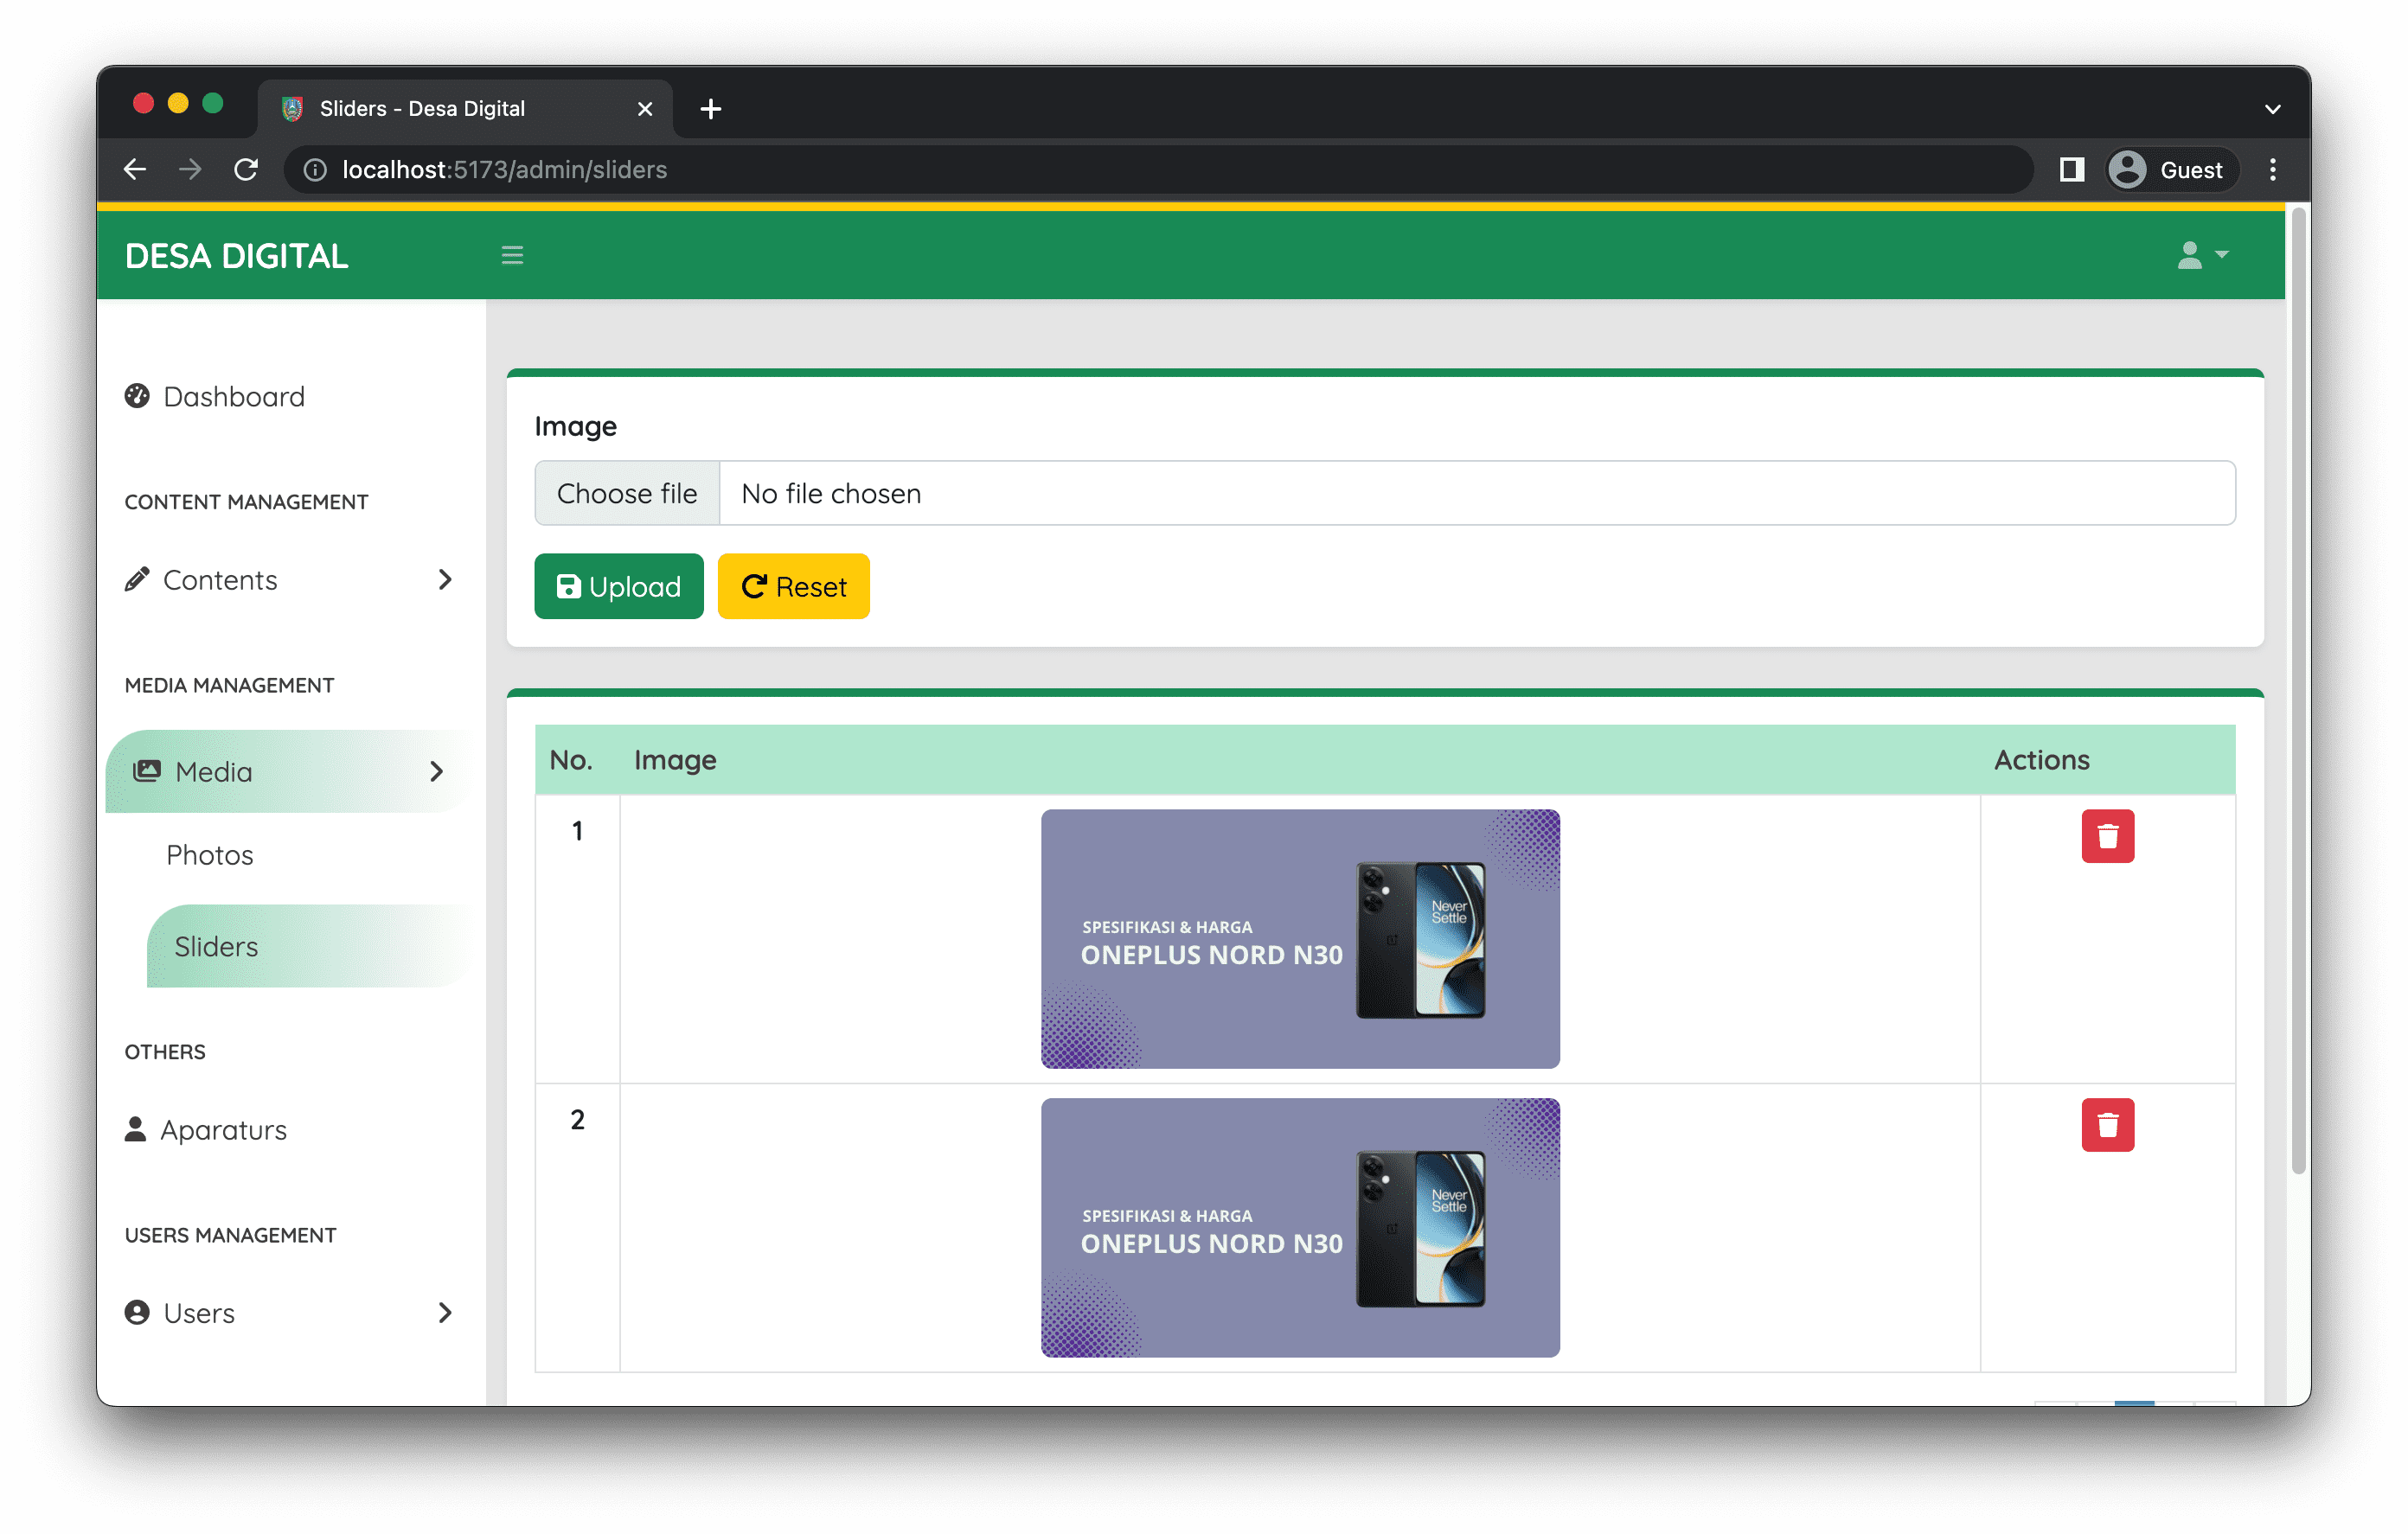 Sliders - Desa Digital
localhost:5173/admin/sliders
Guest
DESA DIGITAL
Dashboard
CONTENT MANAGEMENT
Contents
MEDIA MANAGEMENT
Media
Photos
Sliders
OTHERS
Aparaturs
USERS MANAGEMENT
Users
Image
Choose file No file chosen
Upload Reset
No. Image Actions
1
SPESIFIKASI & HARGA
ONEPLUS NORD N30
Never
Settle
2
SPESIFIKASI & HARGA
ONEPLUS NORD N30
Never
Settle